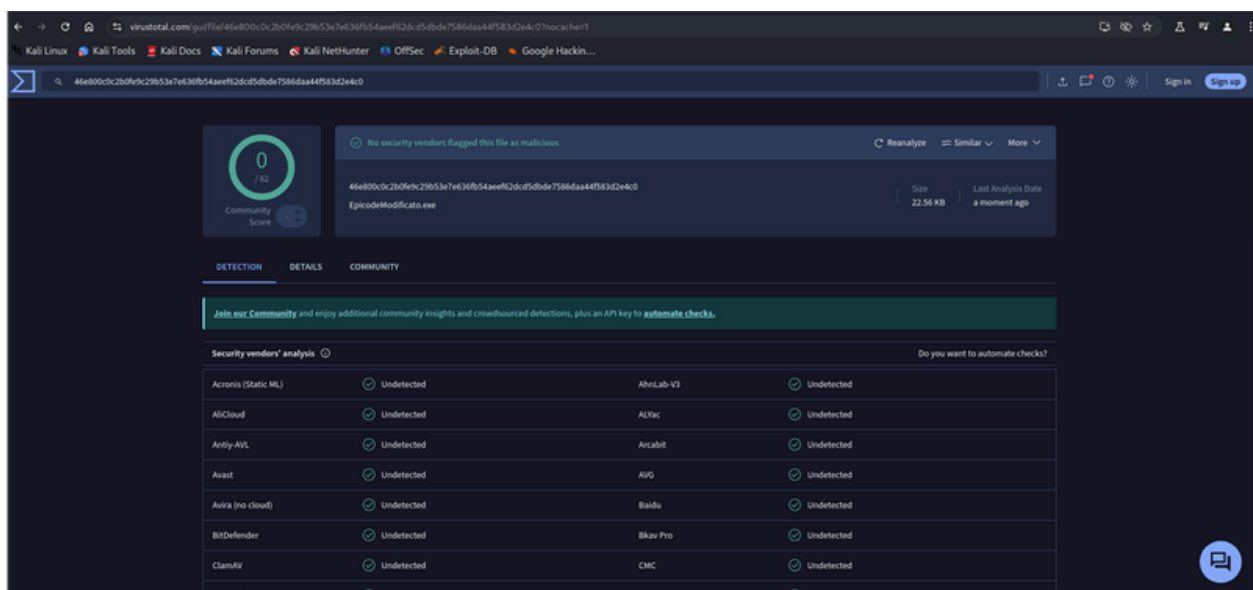 virustotal.com/gui/file/46e800c0c2b0fe9c29b53e7e636fb54aeef62dcd5dbde7586daa44f583d2e4c0?nocache=1
Kali Linux Kali Tools Kali Docs Kali Forums Kali NetHunter OffSec Exploit-DB Google Hackin...
46e800c0c2b0fe9c29b53e7e636fb54aeef62dcd5dbde7586daa44f583d2e4c0 Sign in Sign up
0
/ 62
Community
Score
No security vendors flagged this file as malicious Reanalyze Similar More
46e800c0c2b0fe9c29b53e7e636fb54aeef62dcd5dbde7586daa44f583d2e4c0
EpicodeModificato.exe
Size
22.56 KB
Last Analysis Date
a moment ago
DETECTION DETAILS COMMUNITY
Join our Community and enjoy additional community insights and crowdsourced detections, plus an API key to automate checks.
Security vendors' analysis Do you want to automate checks?
Acronis (Static ML) Undetected AhnLab-V3 Undetected
AliCloud Undetected ALYac Undetected
Antiy-AVL Undetected Arcabit Undetected
Avast Undetected AVG Undetected
Avira (no cloud) Undetected Baidu Undetected
BitDefender Undetected Bkav Pro Undetected
ClamAV Undetected CMC Undetected